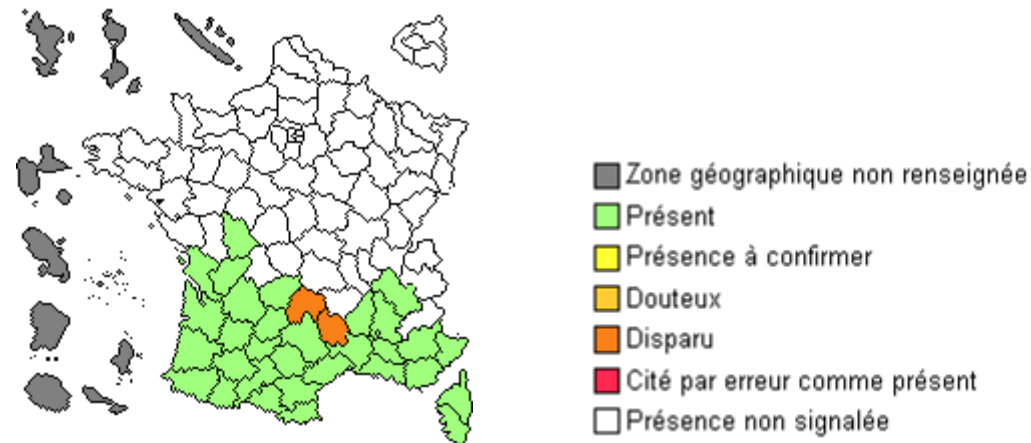 Zone géographique non renseignée
Présent
Présence à confirmer
Douteux
Disparu
Cité par erreur comme présent
Présence non signalée